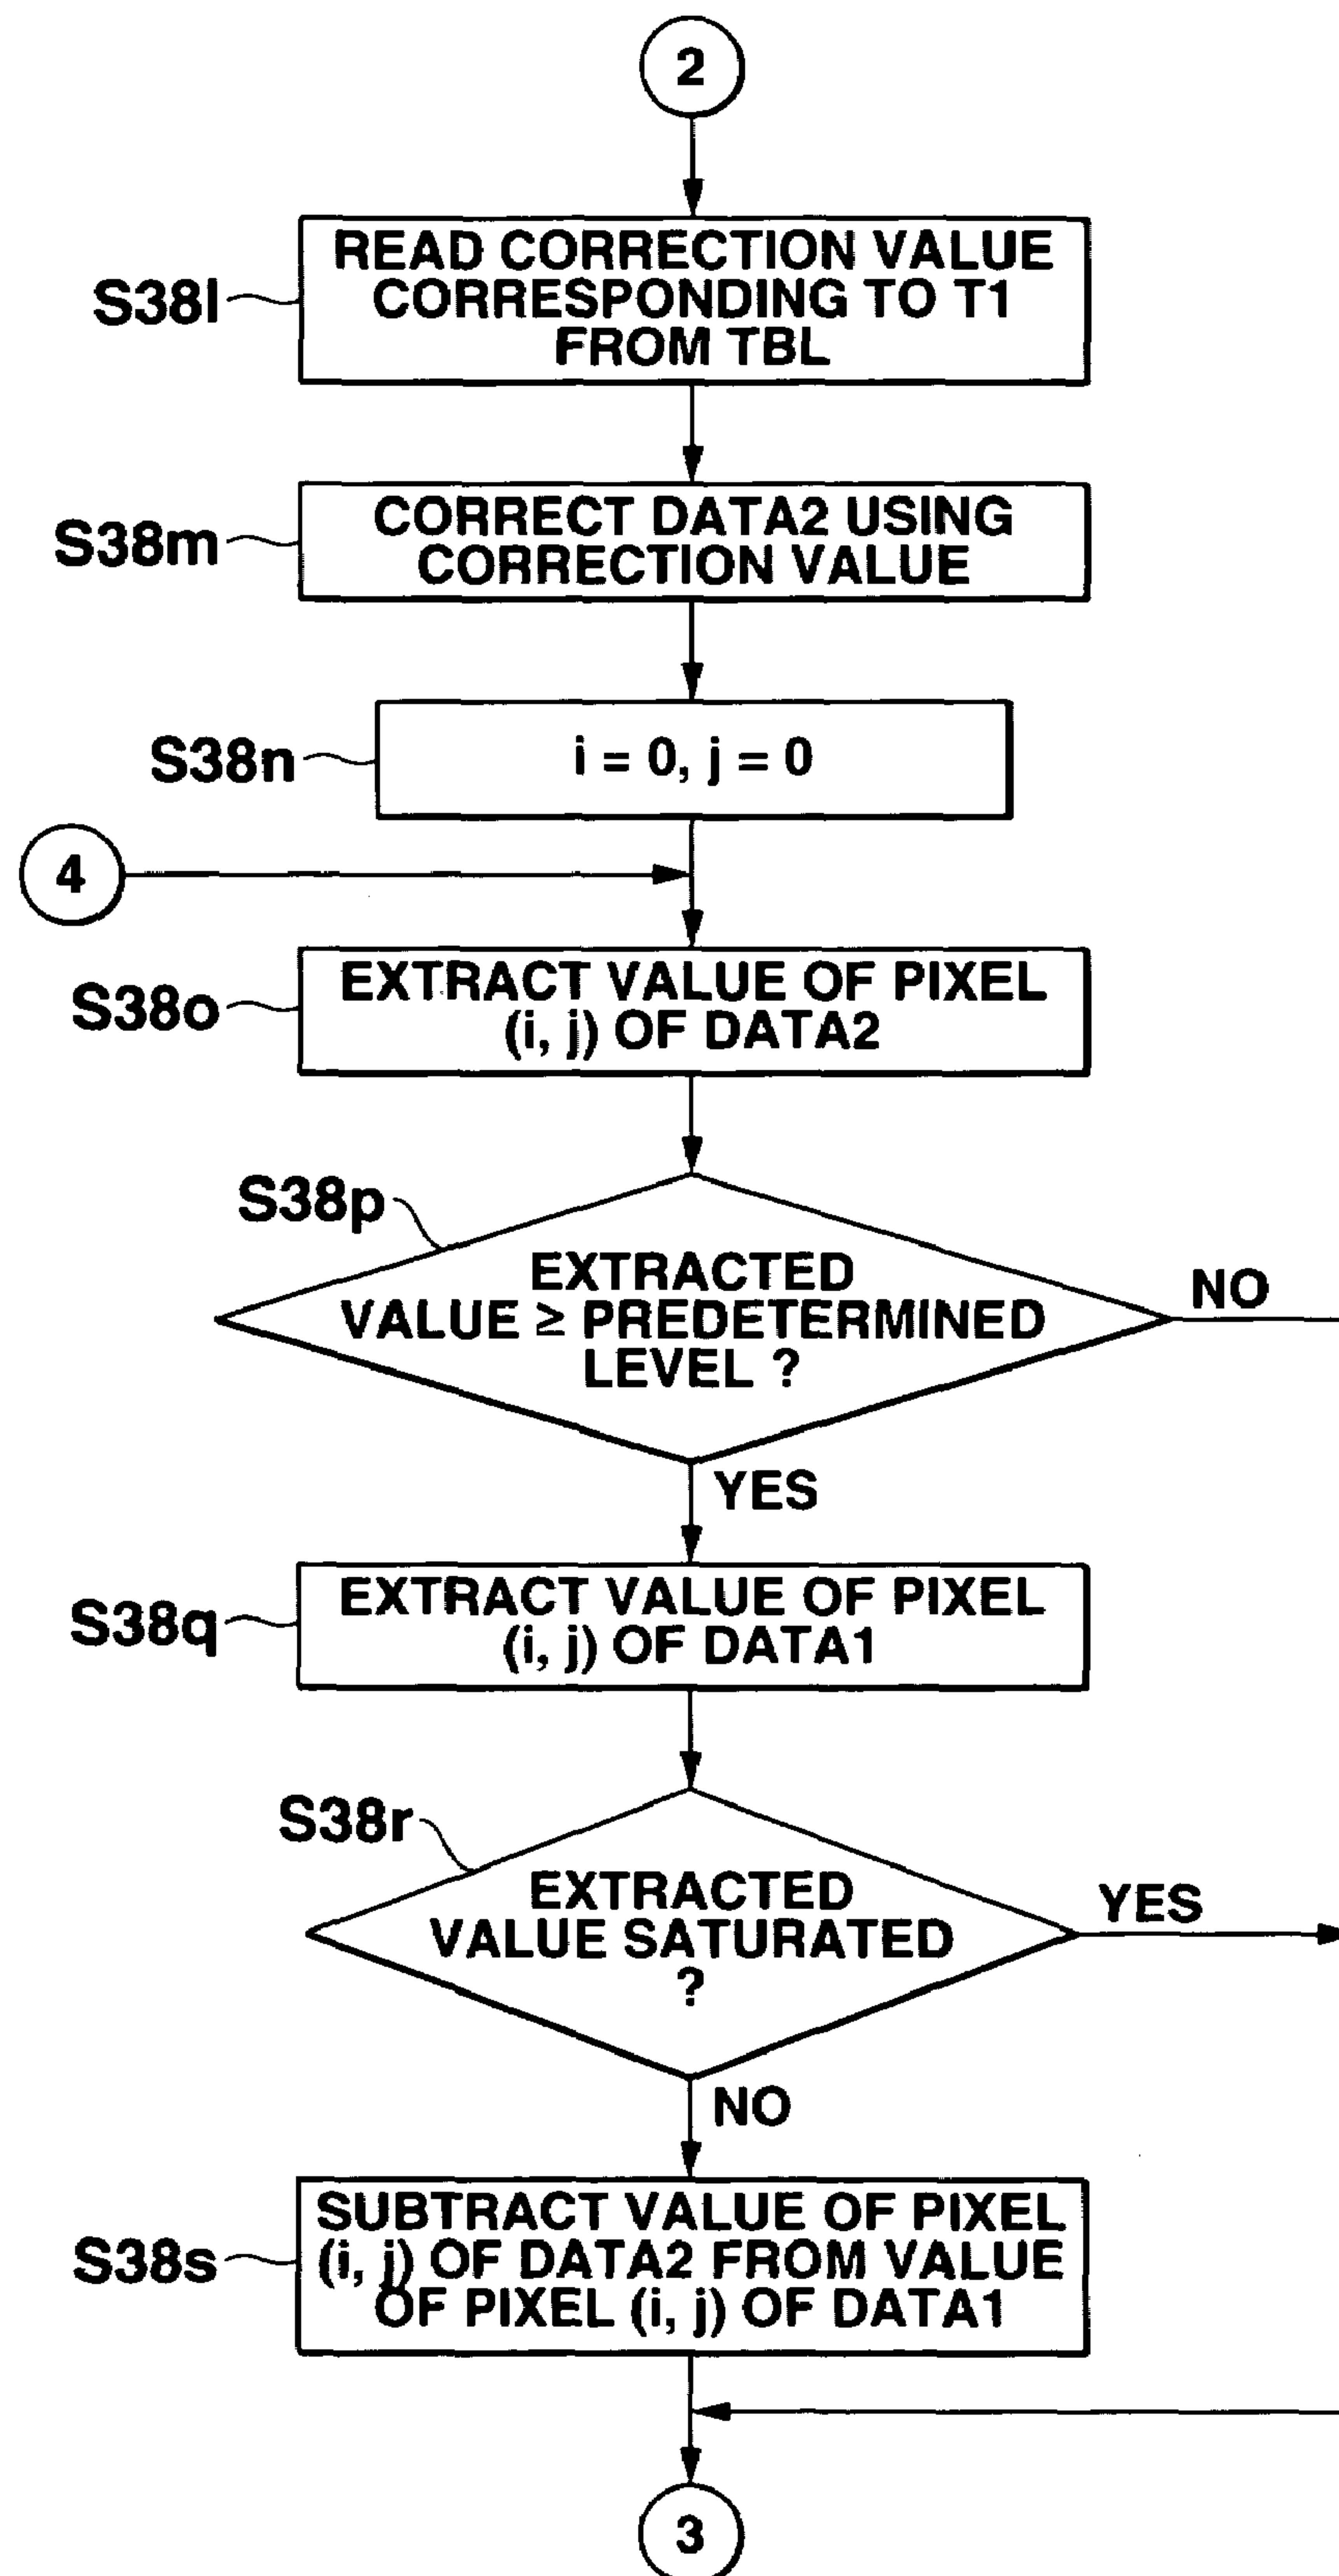 2
S38l
READ CORRECTION VALUE
CORRESPONDING TO T1
FROM TBL
S38m
CORRECT DATA2 USING
CORRECTION VALUE
S38n
i = 0, j = 0
4
S38o
EXTRACT VALUE OF PIXEL
(i, j) OF DATA2
S38p
EXTRACTED
VALUE ≥ PREDETERMINED
LEVEL ?
NO
YES
S38q
EXTRACT VALUE OF PIXEL
(i, j) OF DATA1
S38r
EXTRACTED
VALUE SATURATED
?
YES
NO
S38s
SUBTRACT VALUE OF PIXEL
(i, j) OF DATA2 FROM VALUE
OF PIXEL (i, j) OF DATA1
3